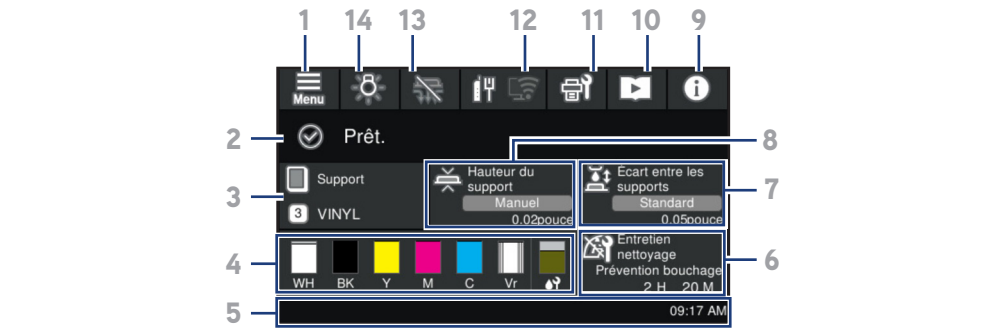 1 14 13 12 11 10 9
Menu
2 Prêt. 8
3 Support
3 VINYL
Hauteur du
support
Manuel
0.02pouce
Écart entre les
supports
Standard
0.05pouce
7
4 WH BK Y M C Vr
Entretien
nettoyage
Prévention bouchage
2 H 20 M
6
5 09:17 AM